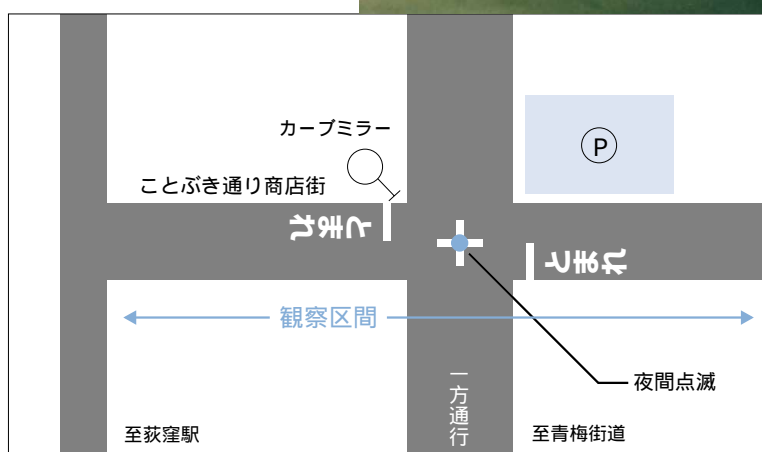 カーブミラー
P
ことぶき通り商店街
とまれ
とまれ
観察区間
夜間点滅
一方通行
至荻窪駅
至青梅街道